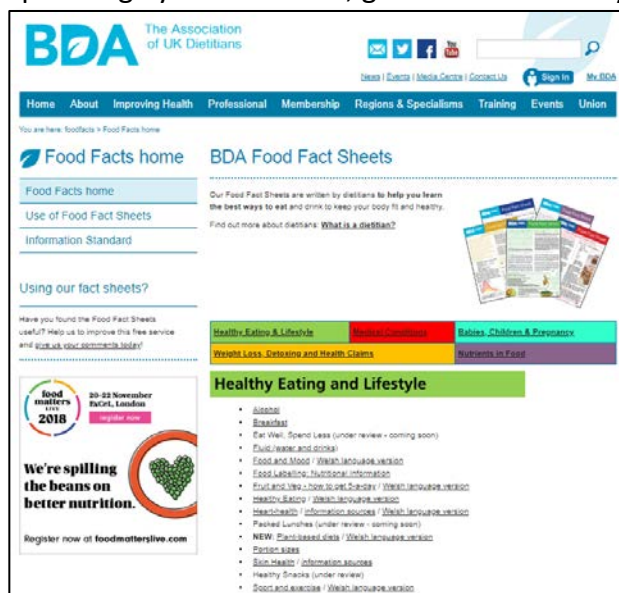 BDA The Association
of UK Dietitians
News | Events | Media Centre | Contact Us
Sign In
My BDA
Home About Improving Health Professional Membership Regions & Specialisms Training Events Union
You are here: foodfacts > Food Facts home
Food Facts home
Food Facts home
Use of Food Fact Sheets
Information Standard
Using our fact sheets?
Have you found the Food Fact Sheets
useful? Help us to improve this free service
and give us your comments today!
food
matters
LIVE
2018
20-22 November
ExCeL, London
register now
We're spilling
the beans on
better nutrition.
Register now at foodmatterslive.com
BDA Food Fact Sheets
Our Food Fact Sheets are written by dietitians to help you learn
the best ways to eat and drink to keep your body fit and healthy.
Find out more about dietitians: What is a dietitian?
Healthy Eating & Lifestyle Medical Conditions Babies, Children & Pregnancy
Weight Loss, Detoxing and Health Claims Nutrients in Food
Healthy Eating and Lifestyle
Alcohol
Breakfast
Eat Well, Spend Less (under review - coming soon)
Fluid (water and drinks)
Food and Mood / Welsh language version
Food Labelling: Nutritional Information
Fruit and Veg - how to get 5-a-day / Welsh language version
Healthy Eating / Welsh language version
Heart-health / information sources / Welsh language version
Packed Lunches (under review - coming soon)
NEW: Plant-based diets / Welsh language version
Portion sizes
Skin Health / information sources
Healthy Snacks (under review)
Sport and exercise / Welsh language version